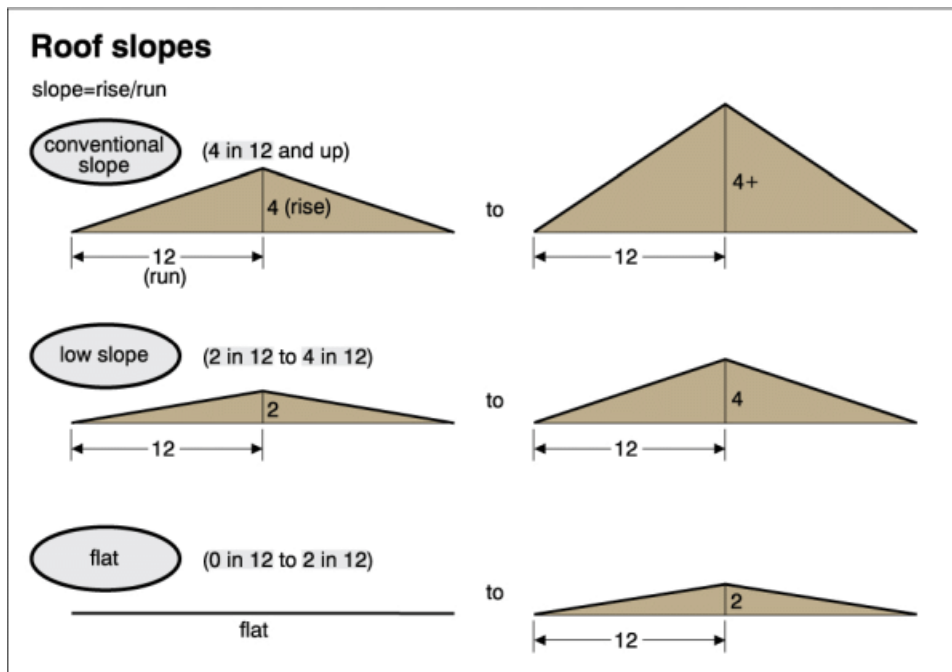 Roof slopes
slope=rise/run
conventional
slope
(4 in 12 and up)
4 (rise)
12
(run)
to
4+
12
low slope
(2 in 12 to 4 in 12)
2
12
to
4
12
flat
(0 in 12 to 2 in 12)
flat
to
2
12